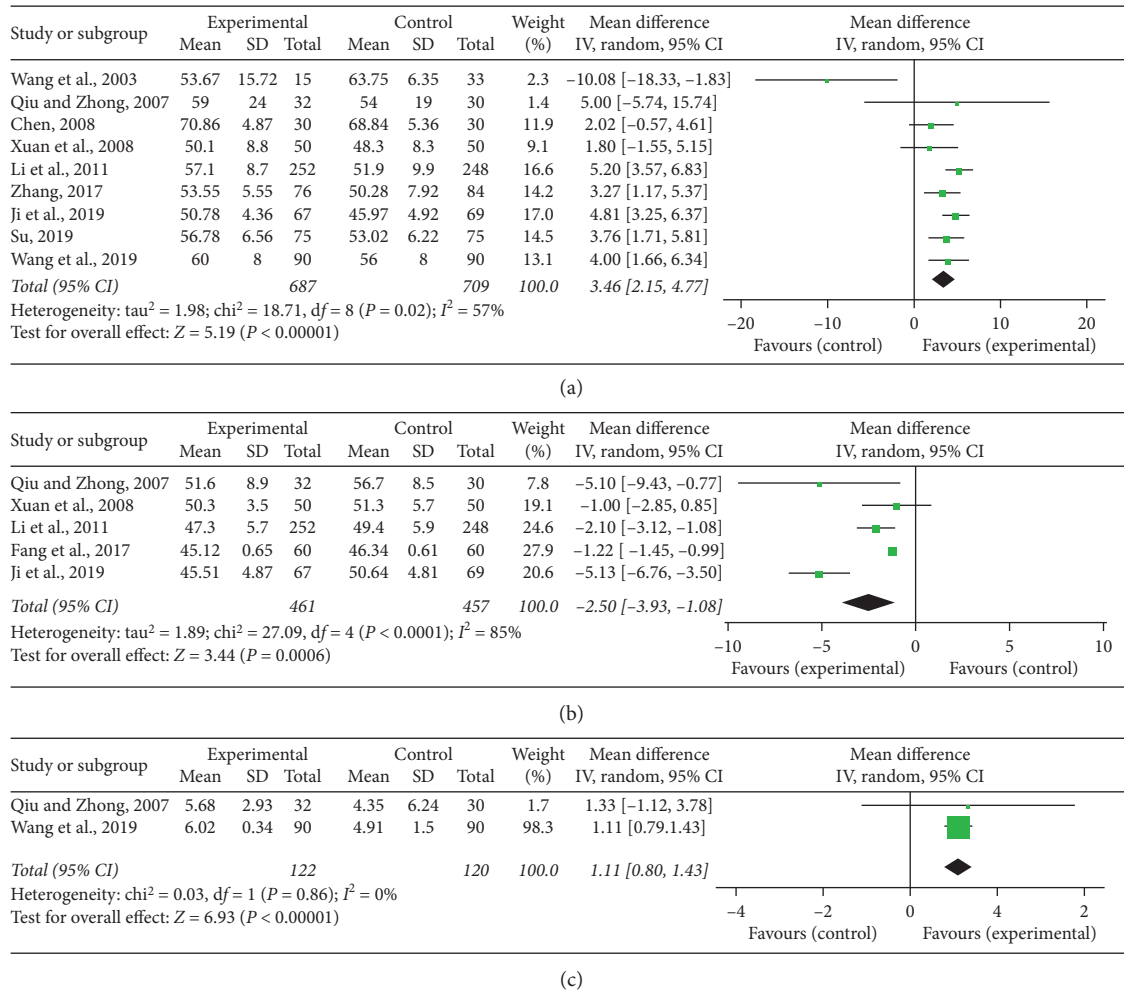 Study or subgroup Experimental Control Weight Mean difference Mean difference
Mean SD Total Mean SD Total (%) IV, random, 95% CI IV, random, 95% CI
Wang et al., 2003 53.67 15.72 15 63.75 6.35 33 2.3 −10.08 [−18.33, −1.83]
Qiu and Zhong, 2007 59 24 32 54 19 30 1.4 5.00 [−5.74, 15.74]
Chen, 2008 70.86 4.87 30 68.84 5.36 30 11.9 2.02 [−0.57, 4.61]
Xuan et al., 2008 50.1 8.8 50 48.3 8.3 50 9.1 1.80 [−1.55, 5.15]
Li et al., 2011 57.1 8.7 252 51.9 9.9 248 16.6 5.20 [3.57, 6.83]
Zhang, 2017 53.55 5.55 76 50.28 7.92 84 14.2 3.27 [1.17, 5.37]
Ji et al., 2019 50.78 4.36 67 45.97 4.92 69 17.0 4.81 [3.25, 6.37]
Su, 2019 56.78 6.56 75 53.02 6.22 75 14.5 3.76 [1.71, 5.81]
Wang et al., 2019 60 8 90 56 8 90 13.1 4.00 [1.66, 6.34]
Total (95% CI) 687 709 100.0 3.46 [2.15, 4.77]
Heterogeneity: tau² = 1.98; chi² = 18.71, df = 8 (P = 0.02); I² = 57%
Test for overall effect: Z = 5.19 (P < 0.00001)
−20 −10 0 10 20
Favours (control) Favours (experimental)
(a)
Study or subgroup Experimental Control Weight Mean difference Mean difference
Mean SD Total Mean SD Total (%) IV, random, 95% CI IV, random, 95% CI
Qiu and Zhong, 2007 51.6 8.9 32 56.7 8.5 30 7.8 −5.10 [−9.43, −0.77]
Xuan et al., 2008 50.3 3.5 50 51.3 5.7 50 19.1 −1.00 [−2.85, 0.85]
Li et al., 2011 47.3 5.7 252 49.4 5.9 248 24.6 −2.10 [−3.12, −1.08]
Fang et al., 2017 45.12 0.65 60 46.34 0.61 60 27.9 −1.22 [ −1.45, −0.99]
Ji et al., 2019 45.51 4.87 67 50.64 4.81 69 20.6 −5.13 [−6.76, −3.50]
Total (95% CI) 461 457 100.0 −2.50 [−3.93, −1.08]
Heterogeneity: tau² = 1.89; chi² = 27.09, df = 4 (P < 0.0001); I² = 85%
Test for overall effect: Z = 3.44 (P = 0.0006)
−10 −5 0 5 10
Favours (experimental) Favours (control)
(b)
Study or subgroup Experimental Control Weight Mean difference Mean difference
Mean SD Total Mean SD Total (%) IV, random, 95% CI IV, random, 95% CI
Qiu and Zhong, 2007 5.68 2.93 32 4.35 6.24 30 1.7 1.33 [−1.12, 3.78]
Wang et al., 2019 6.02 0.34 90 4.91 1.5 90 98.3 1.11 [0.79.1.43]
Total (95% CI) 122 120 100.0 1.11 [0.80, 1.43]
Heterogeneity: chi² = 0.03, df = 1 (P = 0.86); I² = 0%
Test for overall effect: Z = 6.93 (P < 0.00001)
−4 −2 0 4 2
Favours (control) Favours (experimental)
(c)